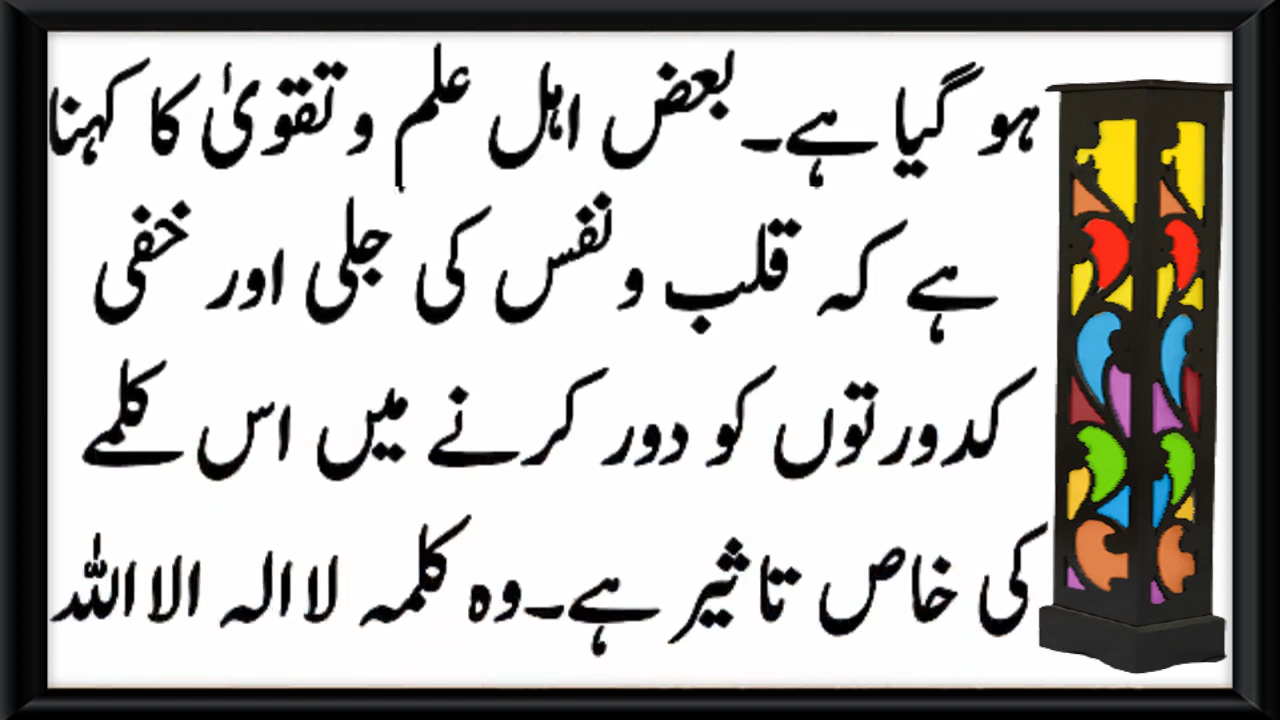 ہو گیا ہے۔ بعض اہل علم و تقویٰ کا کہنا
ہے کہ قلب و نفس کی جلی اور خفی
کدورتوں کو دور کرنے میں اس کلمے
کی خاص تاثیر ہے۔ وہ کلمہ لا الہ الا اللہ